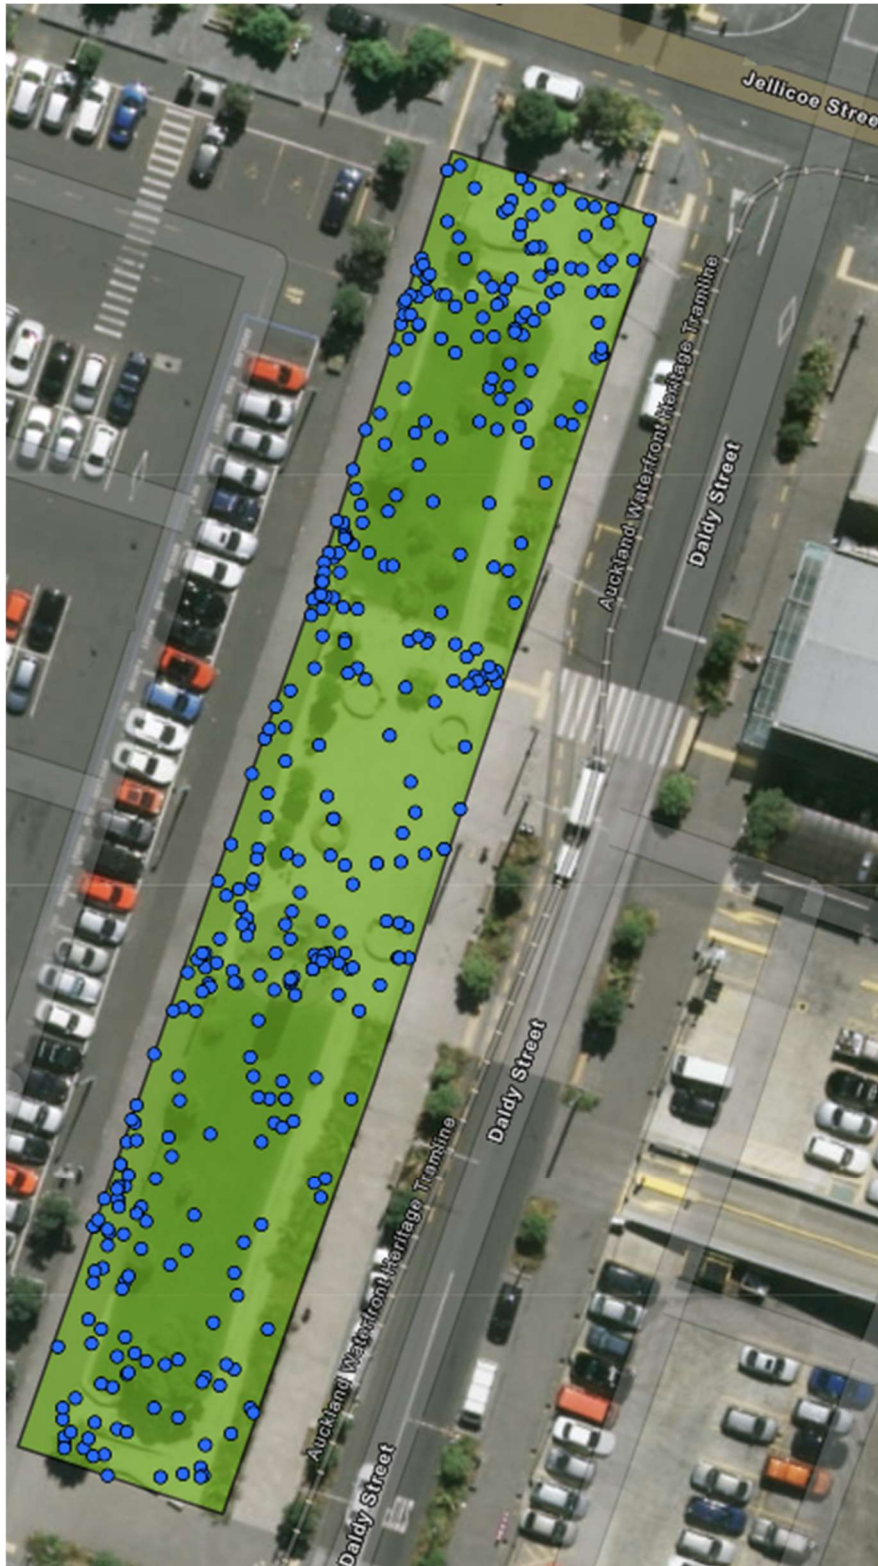 Jellicoe Stree
Auckland Waterfront Heritage Tramline
Daldy Street
Daldy Street
Auckland Waterfront Heritage Tramline
Daldy Street